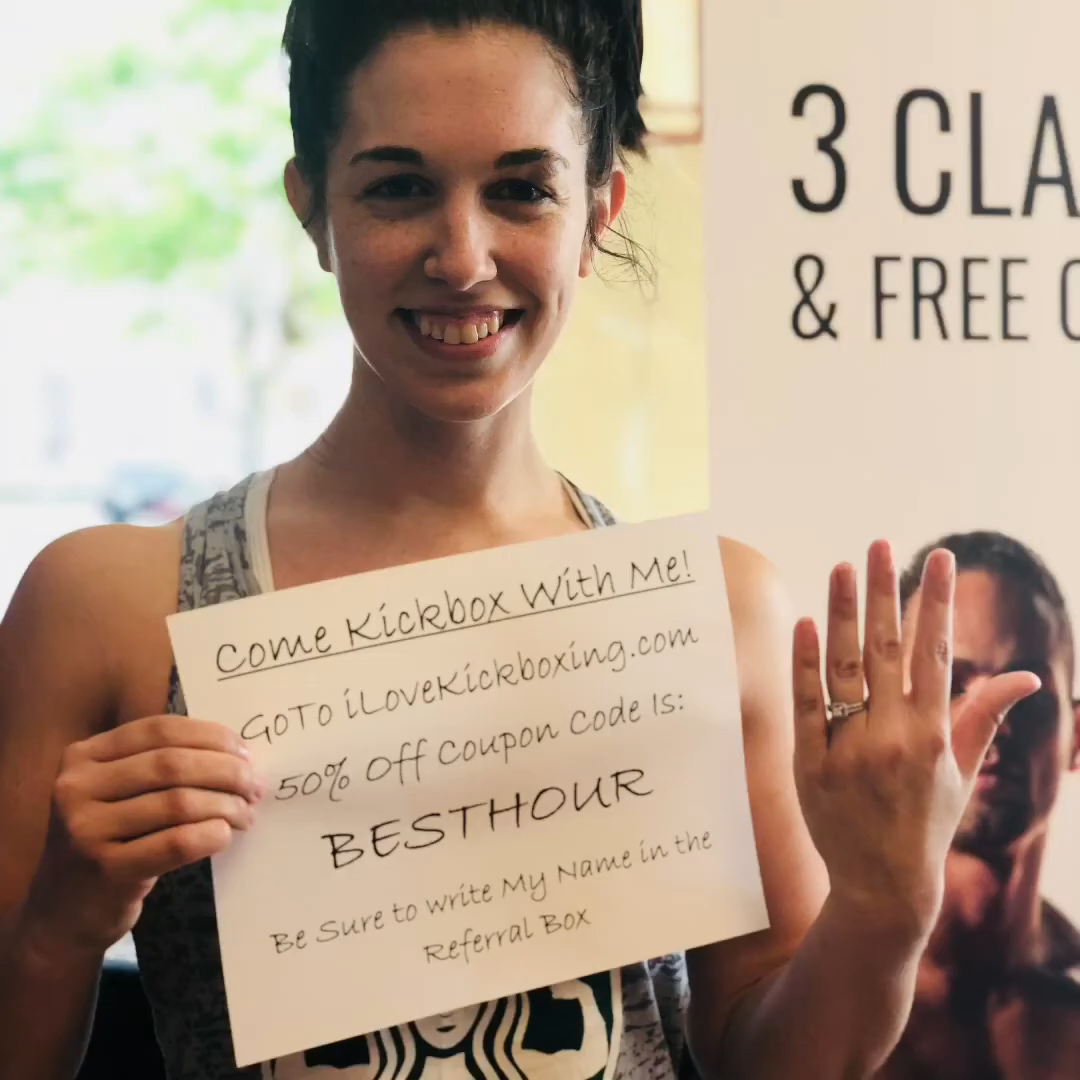 3 CLA
& FREE
Come Kickbox With Me!
GoTo iLoveKickboxing.com
50% Off Coupon Code Is:
BESTHOUR
Be Sure to write My Name in the
Referral Box